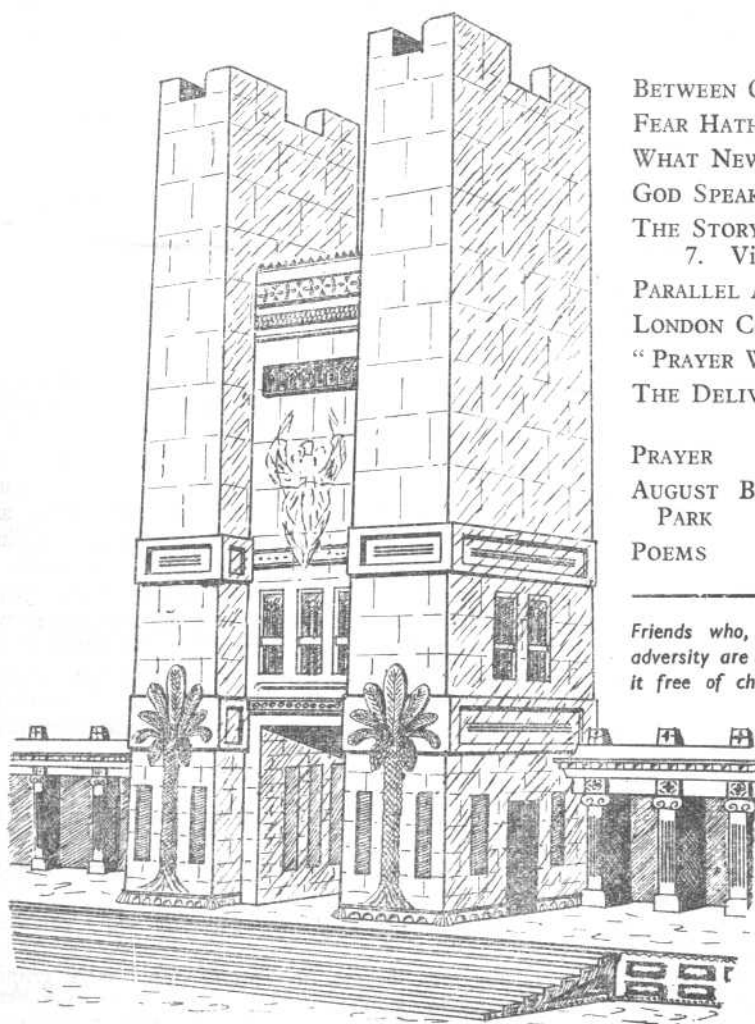 BETWEEN
FEAR HATH
WHAT NEW
GOD SPEAK
THE STORY
7. Vi
PARALLEL A
LONDON C
" PRAYER W
THE DELIV
PRAYER
AUGUST B
PARK
POEMS
Friends who,
adversity are
it free of ch